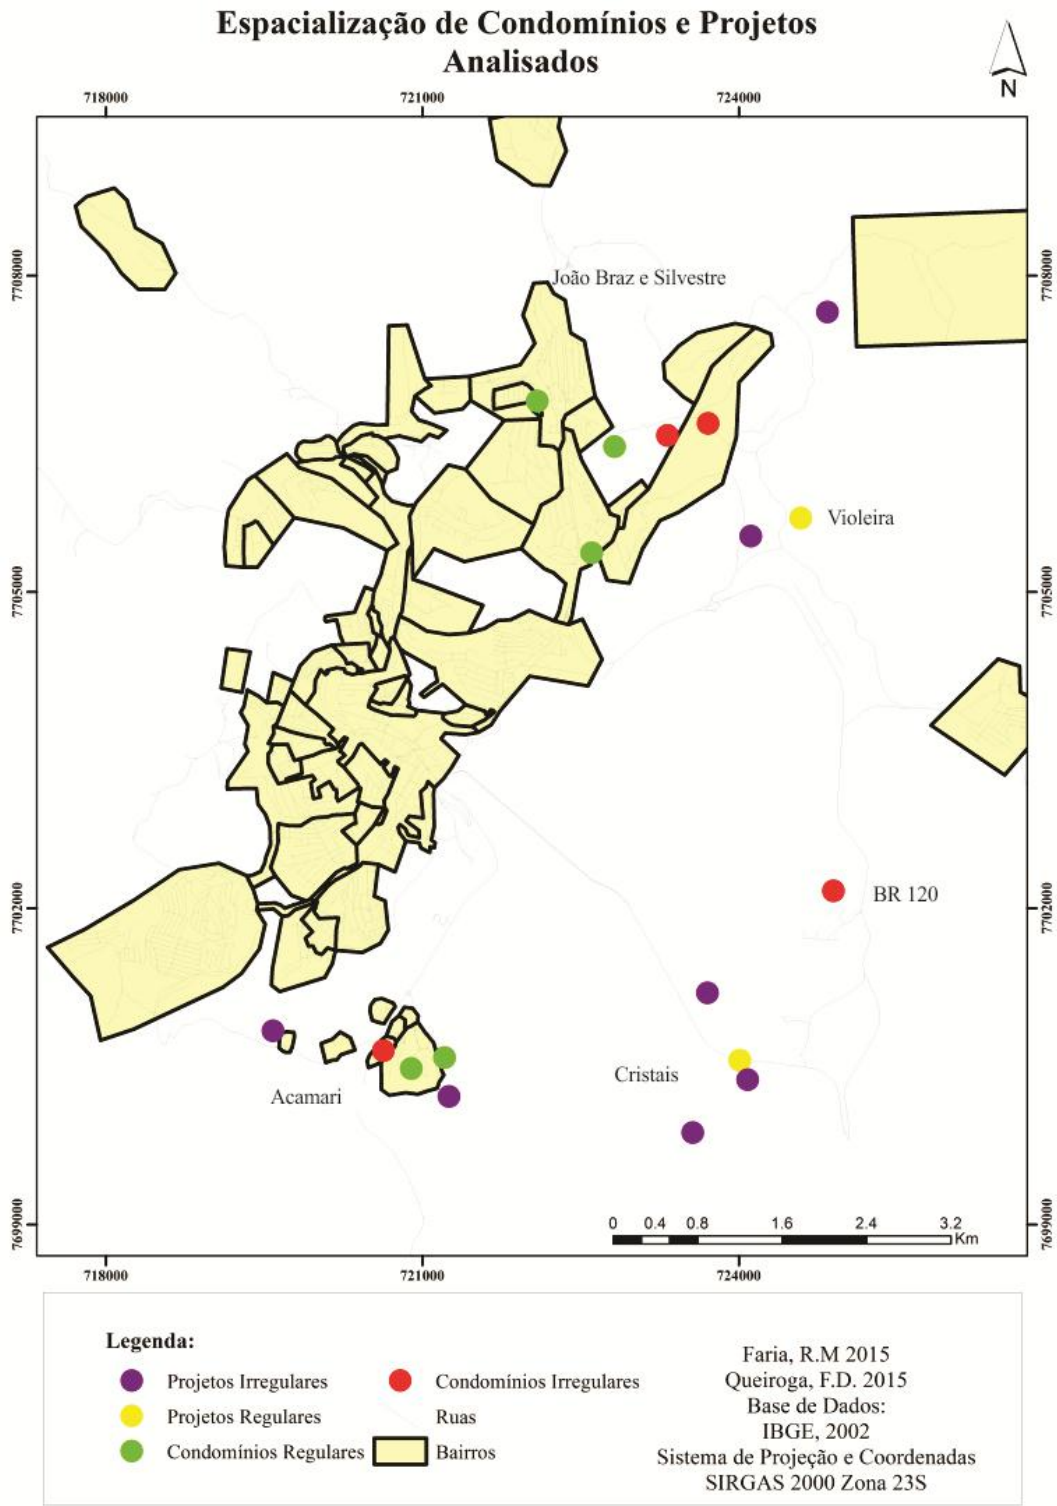 Espacialização de Condomínios e Projetos
Analisados
N
718000 721000 724000
7708000 7708000
João Braz e Silvestre
Violeira
7705000 7705000
BR 120
7702000 7702000
Cristais
Acamari
7699000 7699000
0 0.4 0.8 1.6 2.4 3.2
Km
718000 721000 724000
Legenda:
Projetos Irregulares
Projetos Regulares
Condomínios Regulares
Condomínios Irregulares
Ruas
Bairros
Faria, R.M 2015
Queiroga, F.D. 2015
Base de Dados:
IBGE, 2002
Sistema de Projeção e Coordenadas
SIRGAS 2000 Zona 23S